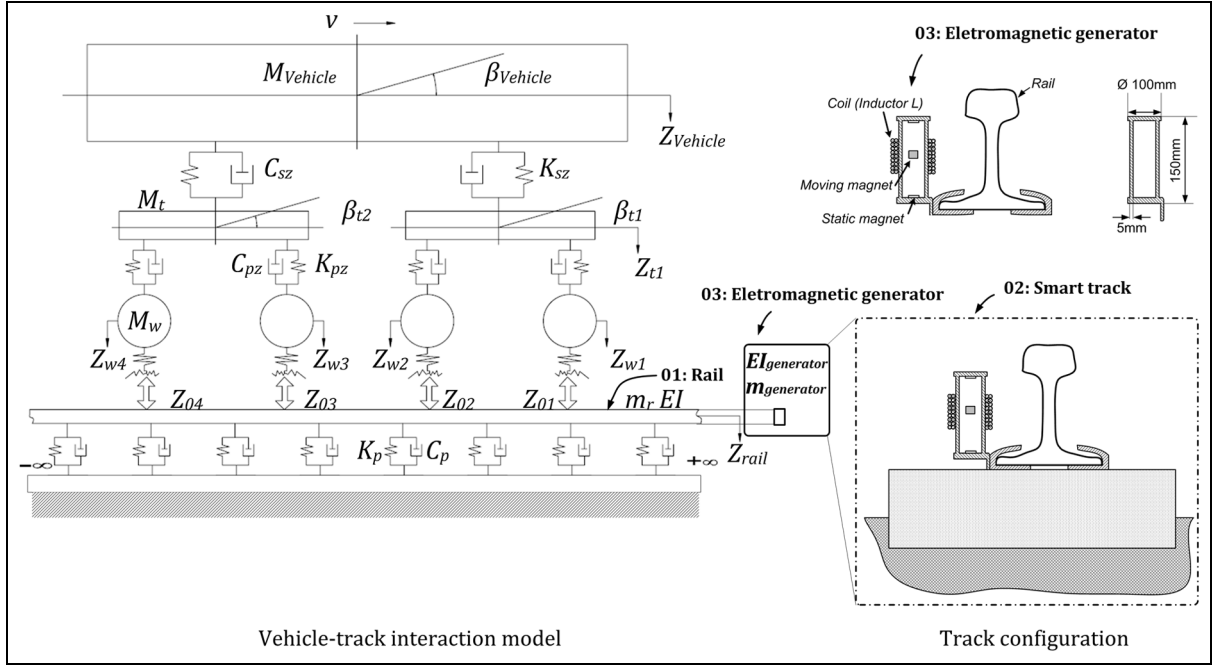 v
M_Vehicle
β_Vehicle
Z_Vehicle
C_sz
K_sz
M_t
β_t2
β_t1
Z_t1
C_pz
K_pz
M_w
Z_w4
Z_w3
Z_w2
Z_w1
01: Rail
Z_04
Z_03
Z_02
Z_01
m_r EI
K_p
C_p
Z_rail
-∞
+∞
Vehicle-track interaction model
03: Eletromagnetic generator
Coil (Inductor L)
Rail
Ø 100mm
Moving magnet
150mm
Static magnet
5mm
03: Eletromagnetic generator
02: Smart track
EI_generator
m_generator
Track configuration